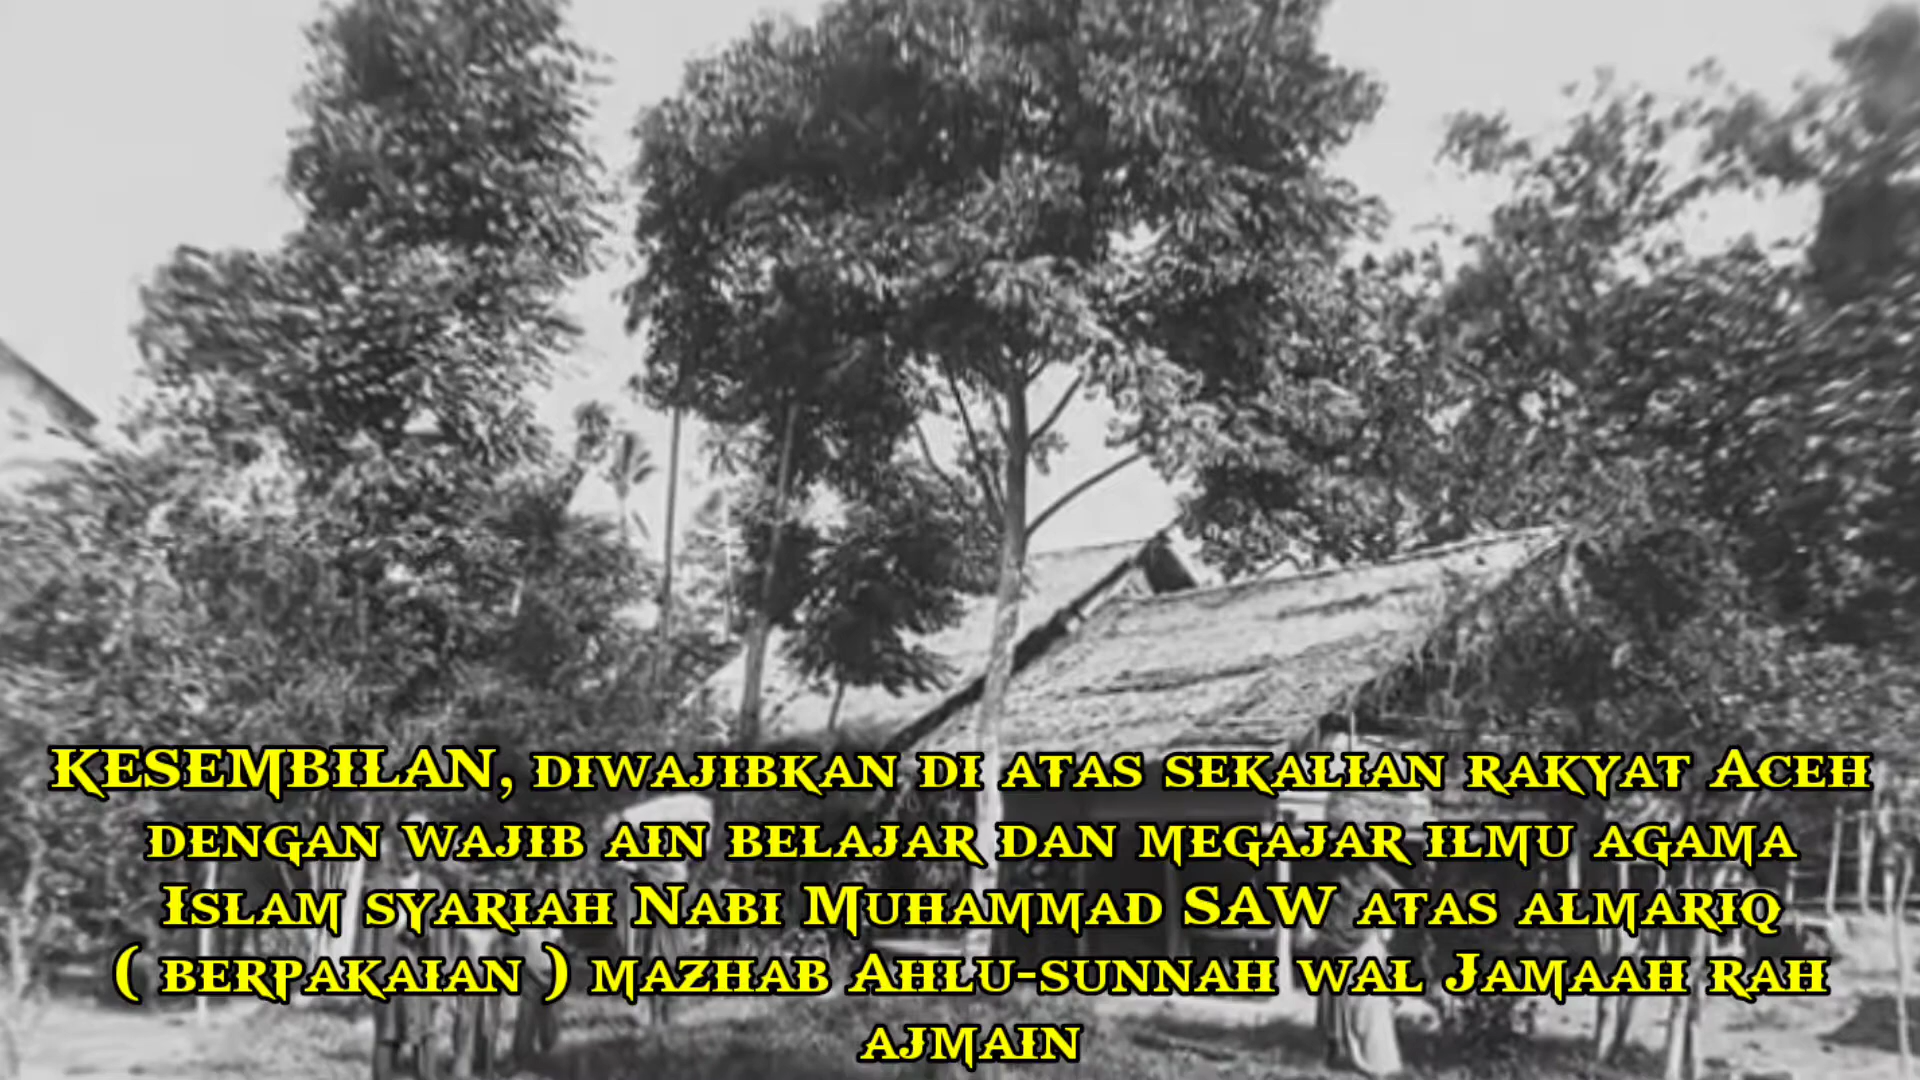 KESEMBILAN, diwajibkan di atas sekalian rakyat Aceh
dengan wajib ain belajar dan megajar ilmu agama
Islam syariah Nabi Muhammad SAW atas almariq
( berpakaian ) mazhab Ahlu-sunnah wal Jamaah rah
ajmain